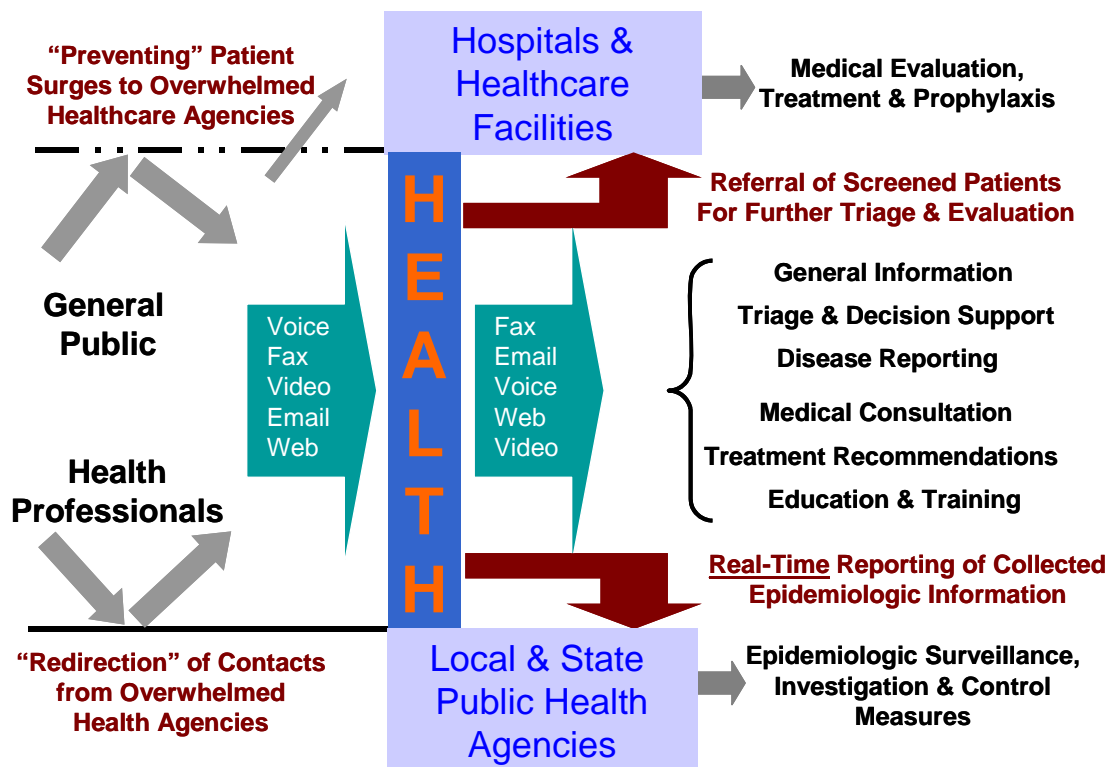 “Preventing” Patient
Surges to Overwhelmed
Healthcare Agencies
Hospitals &
Healthcare
Facilities
Medical Evaluation,
Treatment & Prophylaxis
Referral of Screened Patients
For Further Triage & Evaluation
General
Public
Health
Professionals
Voice
Fax
Video
Email
Web
H
E
A
L
T
H
Fax
Email
Voice
Web
Video
General Information
Triage & Decision Support
Disease Reporting
Medical Consultation
Treatment Recommendations
Education & Training
Real-Time Reporting of Collected
Epidemiologic Information
“Redirection” of Contacts
from Overwhelmed
Health Agencies
Local & State
Public Health
Agencies
Epidemiologic Surveillance,
Investigation & Control
Measures